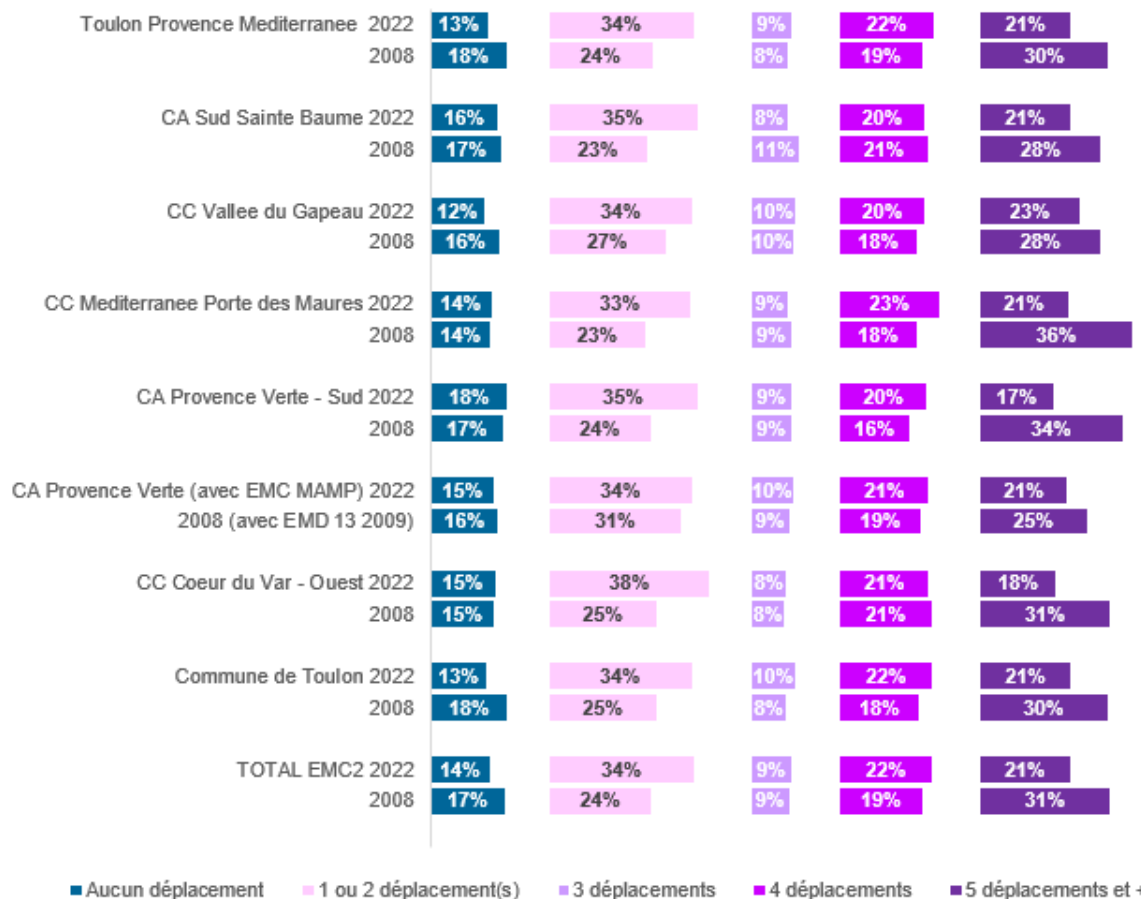 Toulon Provence Mediterranee 2022 13% 34% 9% 22% 21%
2008 18% 24% 8% 19% 30%
CA Sud Sainte Baume 2022 16% 35% 8% 20% 21%
2008 17% 23% 11% 21% 28%
CC Vallee du Gapeau 2022 12% 34% 10% 20% 23%
2008 16% 27% 10% 18% 28%
CC Mediterranee Porte des Maures 2022 14% 33% 9% 23% 21%
2008 14% 23% 9% 18% 36%
CA Provence Verte - Sud 2022 18% 35% 9% 20% 17%
2008 17% 24% 9% 16% 34%
CA Provence Verte (avec EMC MAMP) 2022 15% 34% 10% 21% 21%
2008 (avec EMD 13 2009) 16% 31% 9% 19% 25%
CC Coeur du Var - Ouest 2022 15% 38% 8% 21% 18%
2008 15% 25% 8% 21% 31%
Commune de Toulon 2022 13% 34% 10% 22% 21%
2008 18% 25% 8% 18% 30%
TOTAL EMC2 2022 14% 34% 9% 22% 21%
2008 17% 24% 9% 19% 31%
Aucun déplacement 1 ou 2 déplacement(s) 3 déplacements 4 déplacements 5 déplacements et +